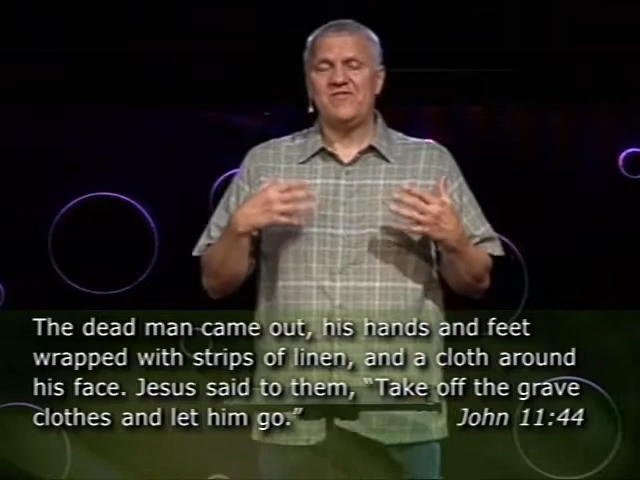 The dead man came out, his hands and feet
wrapped with strips of linen, and a cloth around
his face. Jesus said to them, “Take off the grave
clothes and let him go.” John 11:44